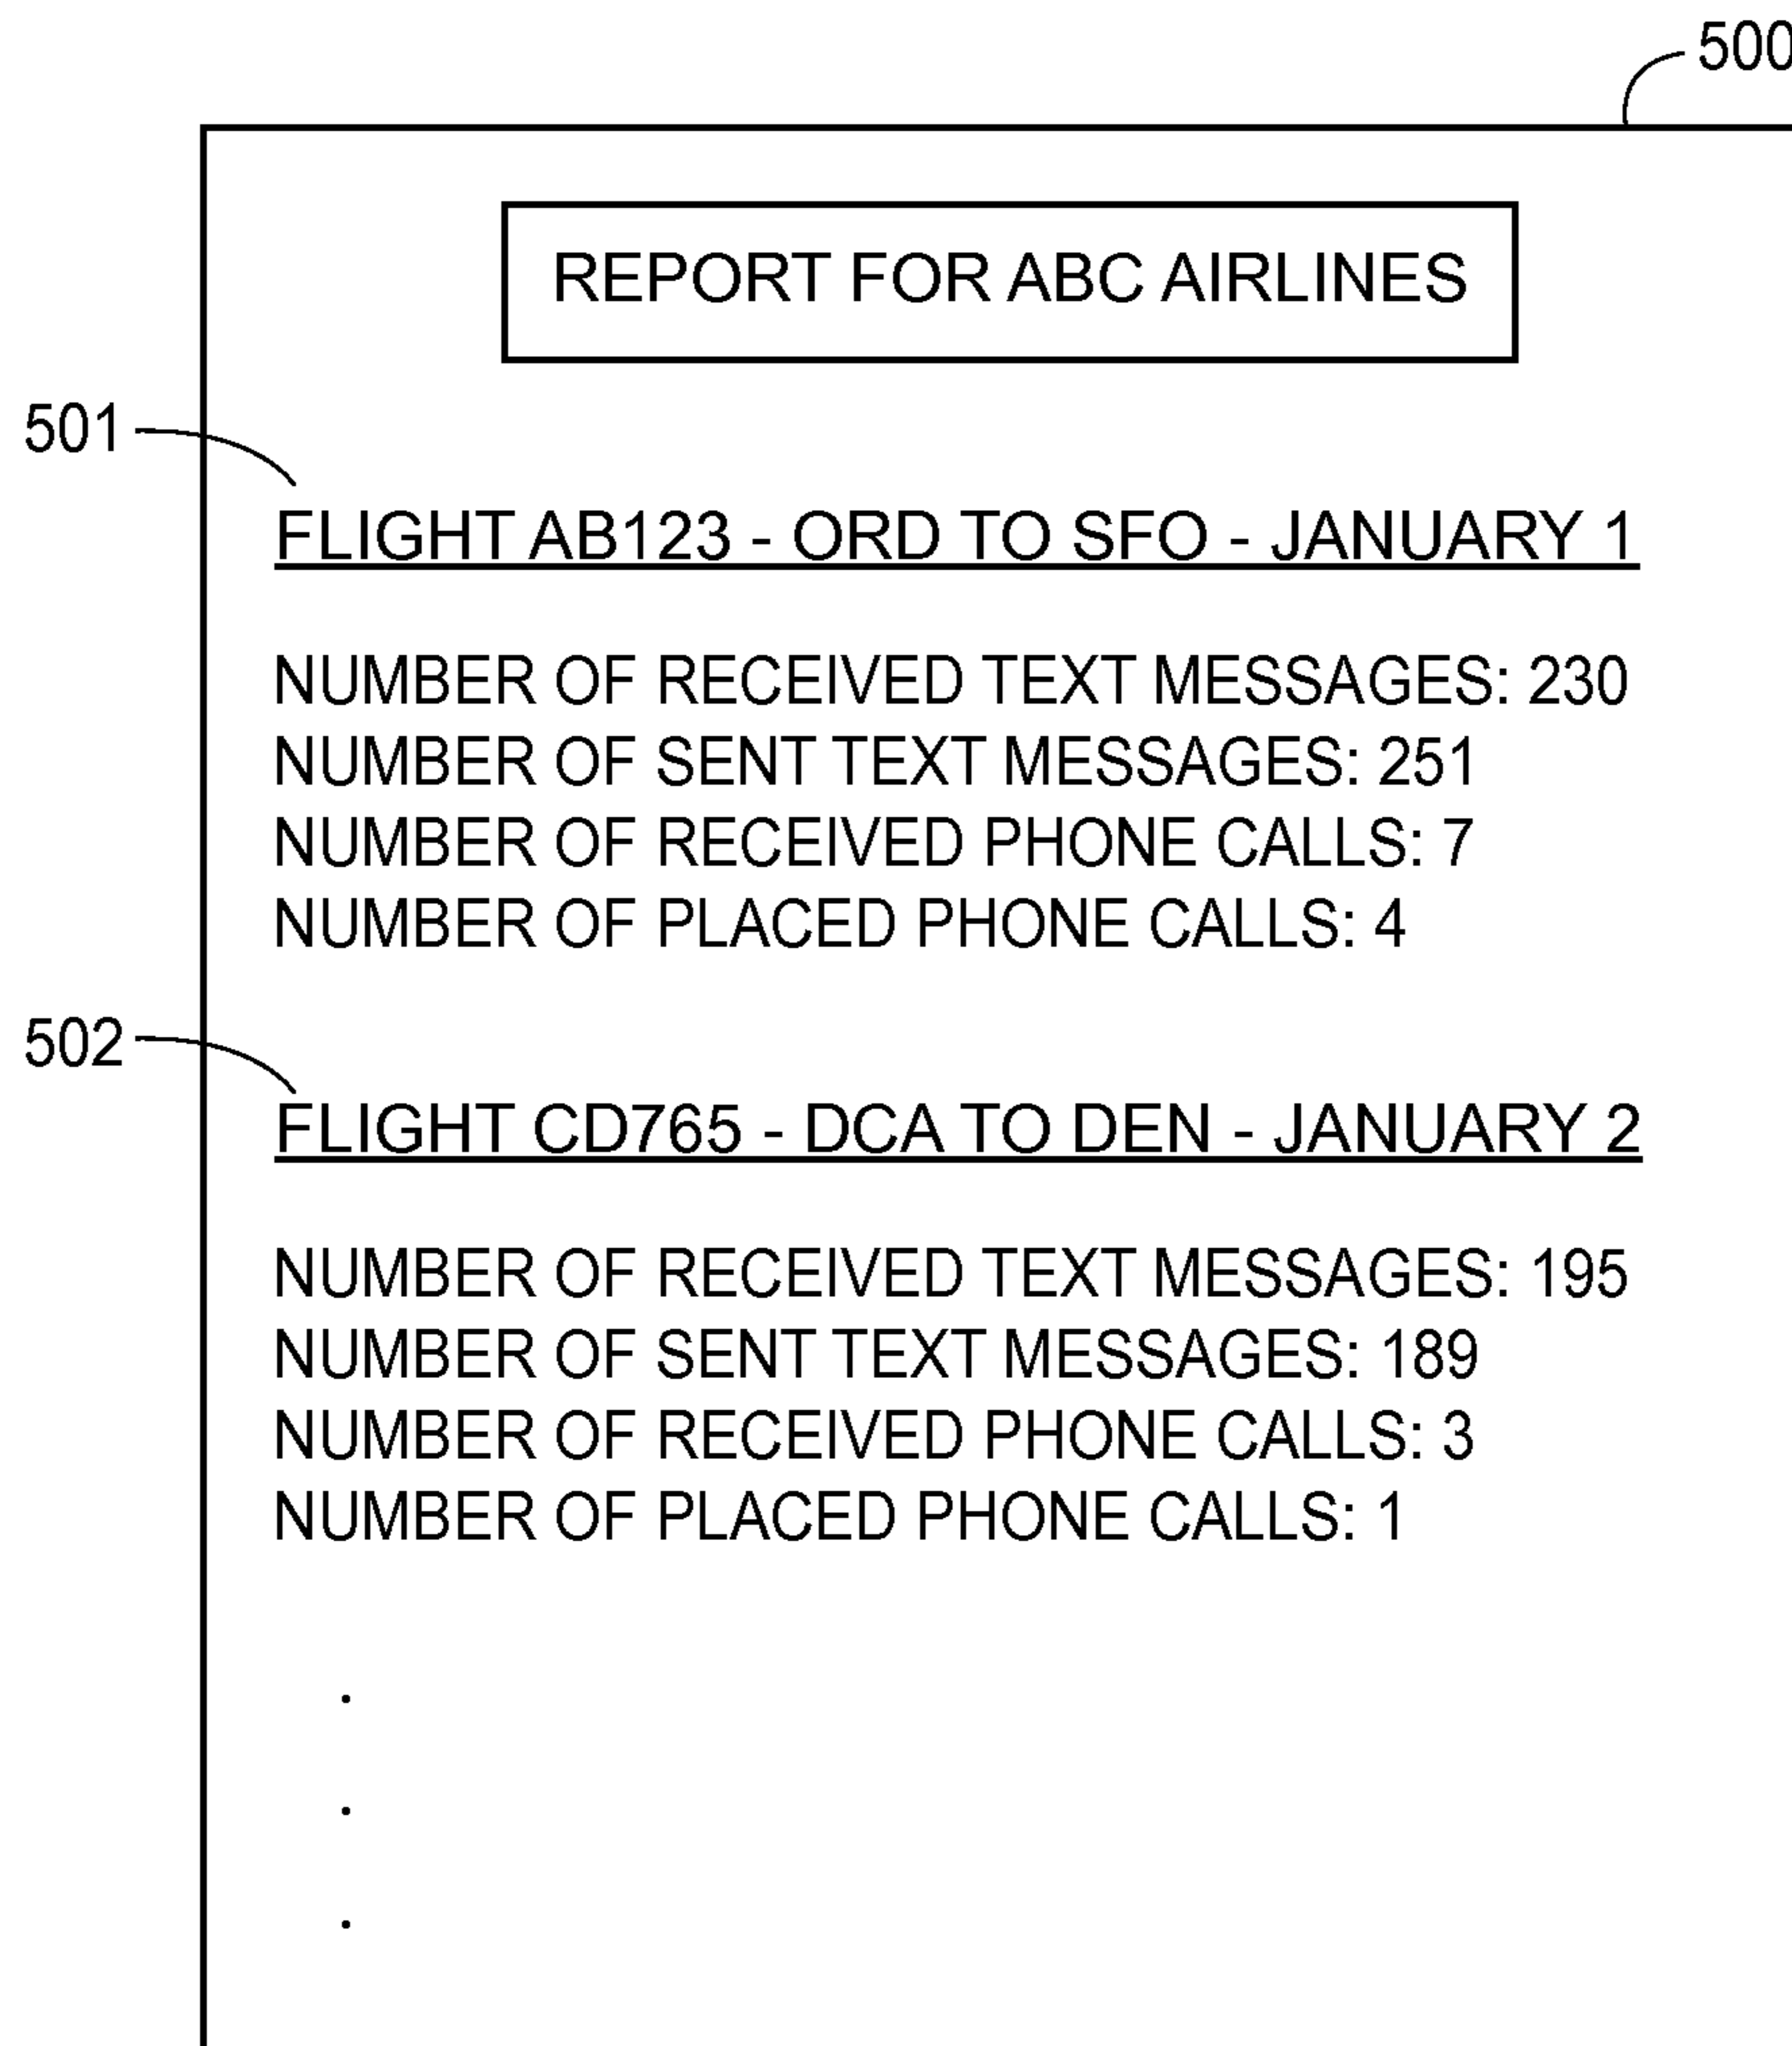 500
REPORT FOR ABC AIRLINES
501
FLIGHT AB123 - ORD TO SFO - JANUARY 1
NUMBER OF RECEIVED TEXT MESSAGES: 230
NUMBER OF SENT TEXT MESSAGES: 251
NUMBER OF RECEIVED PHONE CALLS: 7
NUMBER OF PLACED PHONE CALLS: 4
502
FLIGHT CD765 - DCA TO DEN - JANUARY 2
NUMBER OF RECEIVED TEXT MESSAGES: 195
NUMBER OF SENT TEXT MESSAGES: 189
NUMBER OF RECEIVED PHONE CALLS: 3
NUMBER OF PLACED PHONE CALLS: 1
.
.
.